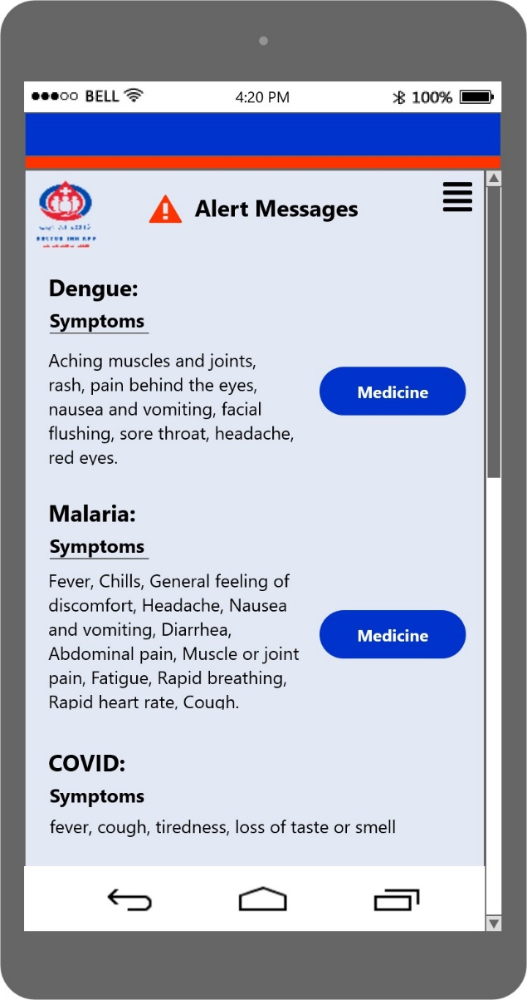 BELL
4:20 PM
100%
Alert Messages
Dengue:
Symptoms
Aching muscles and joints,
rash, pain behind the eyes,
nausea and vomiting, facial
flushing, sore throat, headache,
red eyes.
Medicine
Malaria:
Symptoms
Fever, Chills, General feeling of
discomfort, Headache, Nausea
and vomiting, Diarrhea,
Abdominal pain, Muscle or joint
pain, Fatigue, Rapid breathing,
Rapid heart rate, Cough.
Medicine
COVID:
Symptoms
fever, cough, tiredness, loss of taste or smell